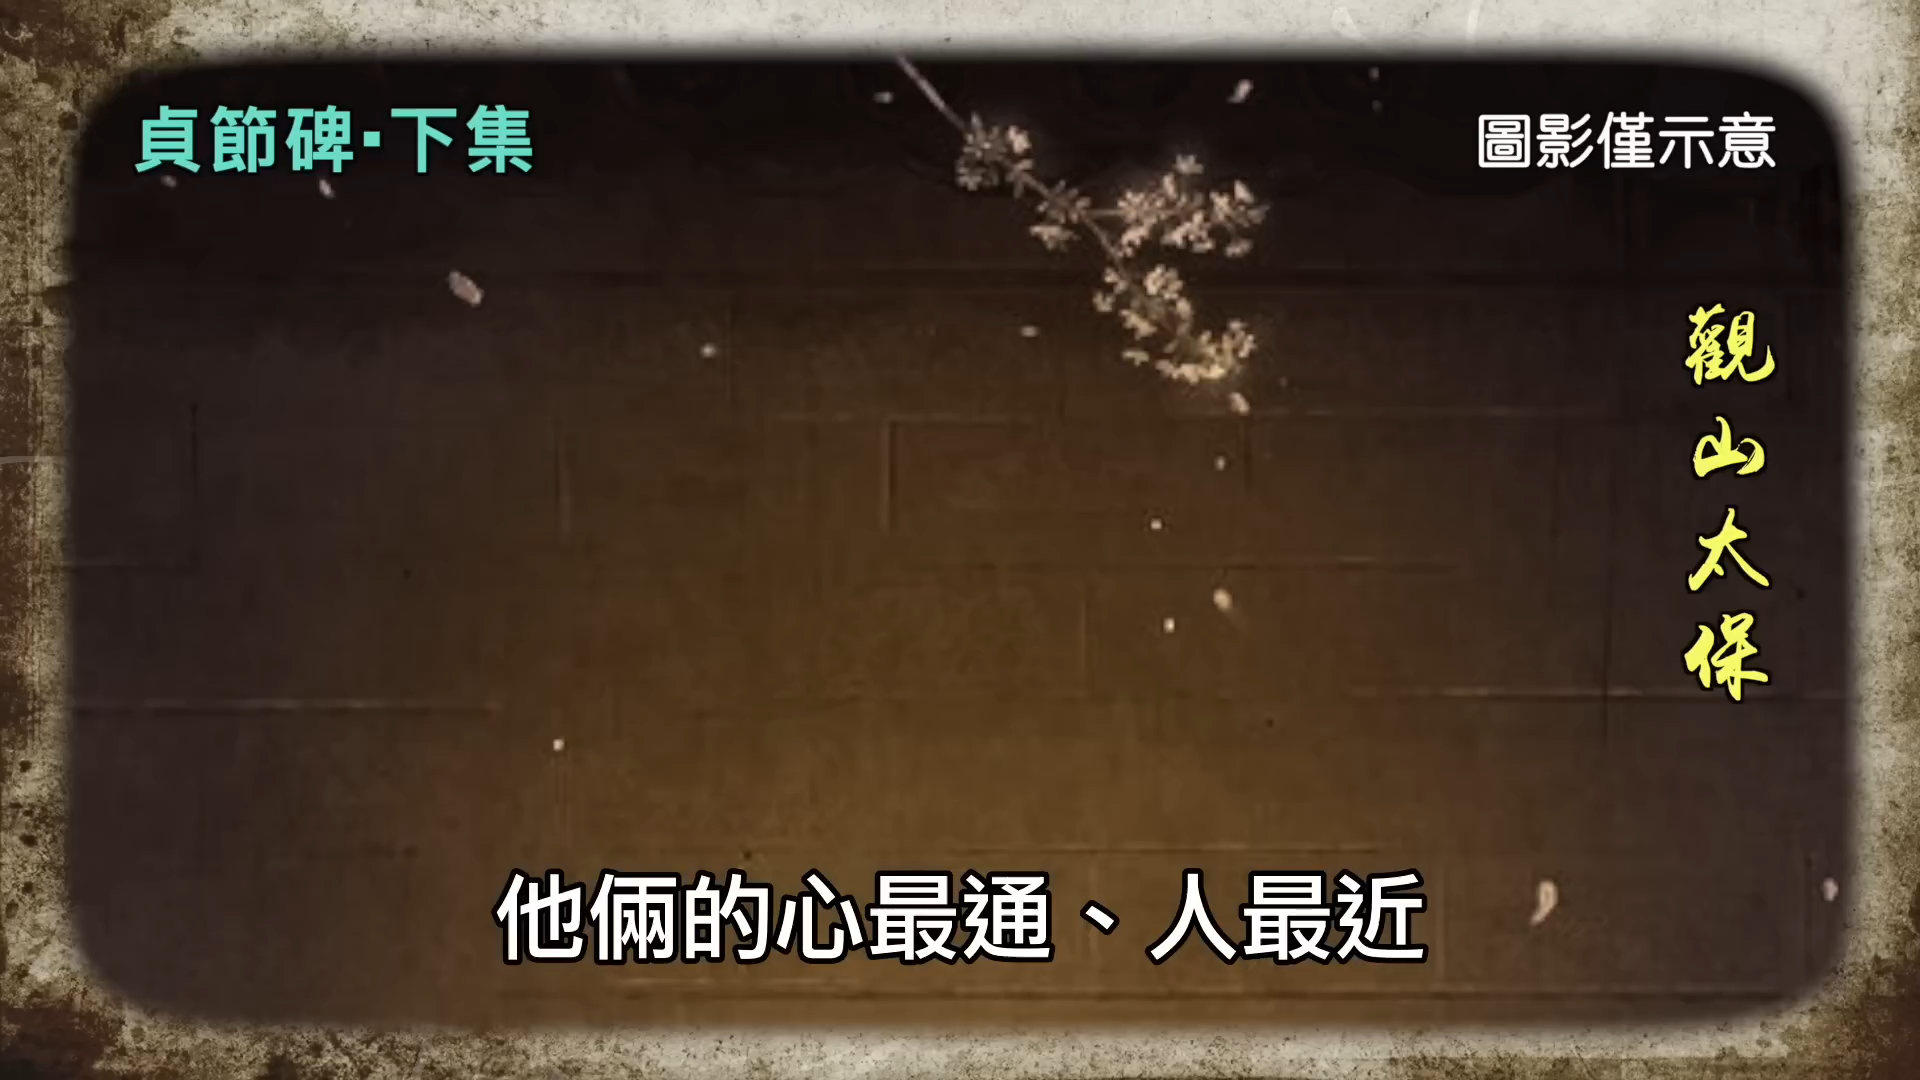 貞節碑·下集
圖影僅示意
觀山太保
他倆的心最通、人最近